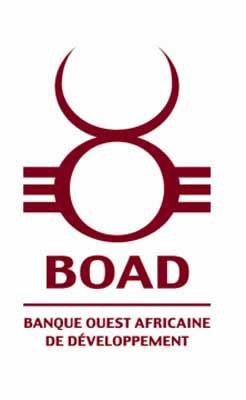 BOAD
BANQUE OUEST AFRICAINE
DE DÉVELOPPEMENT